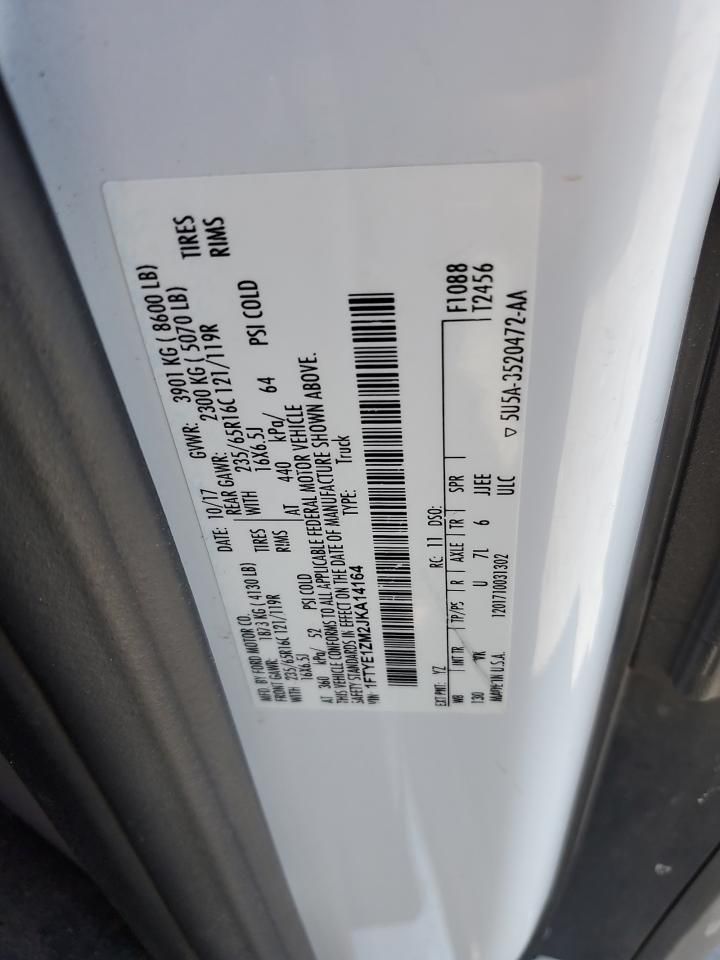 MFD. BY FORD MOTOR CO.
DATE: 10/17 GVWR: 3901 KG ( 8600 LB)
FRONT GAWR: 1873 KG ( 4130 LB) REAR GAWR: 2300 KG ( 5070 LB)
WITH 235/65R16C 121/119R TIRES WITH 235/65R16C 121/119R TIRES
16X6.5J RIMS 16X6.5J RIMS
AT 360 kPa/ 52 PSI COLD AT 440 kPa/ 64 PSI COLD
THIS VEHICLE CONFORMS TO ALL APPLICABLE FEDERAL MOTOR VEHICLE
SAFETY STANDARDS IN EFFECT ON THE DATE OF MANUFACTURE SHOWN ABOVE.
VIN: 1FTYE1ZM2JKA14164 TYPE: Truck
EXT PNT: YZ RC: 11 DSO: F1088
WB INT TR TP/PS R AXLE TR SPR T2456
130 U 7L 6 JJEE
MADE IN U.S.A. 1201710031302 ULC ▽ 5U5A-3520472-AA